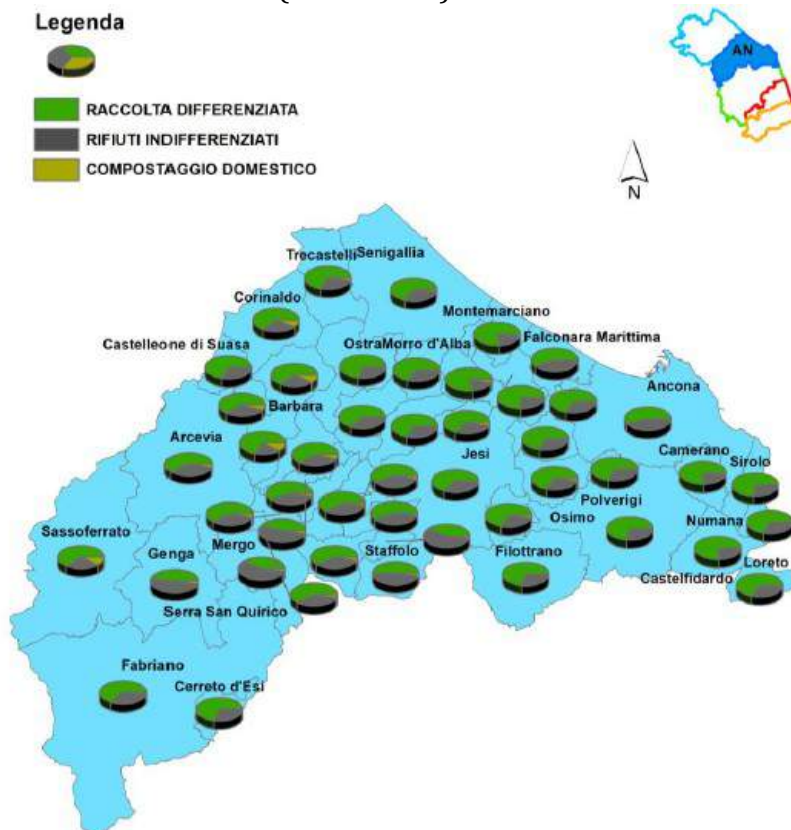 Legenda
AN
RACCOLTA DIFFERENZIATA
RIFIUTI INDIFFERENZIATI
COMPOSTAGGIO DOMESTICO
N
Trecastelli
Senigallia
Corinaldo
Montemarciano
Castelleone di Suasa
Ostra
Morro d'Alba
Falconara Marittima
Ancona
Barbara
Arcevia
Jesi
Camerano
Sirolo
Polverigi
Sassoferrato
Genga
Mergo
Osimo
Numana
Staffolo
Filottrano
Castelfidardo
Loreto
Serra San Quirico
Fabriano
Cerreto d'Esi